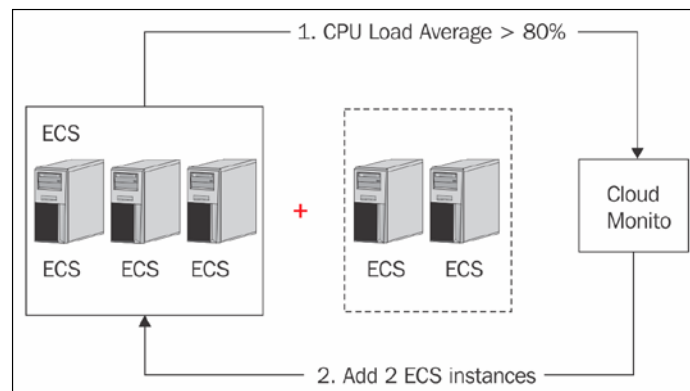 1. CPU Load Average > 80%
ECS
ECS
ECS
ECS
+
ECS
ECS
Cloud
Monito
2. Add 2 ECS instances